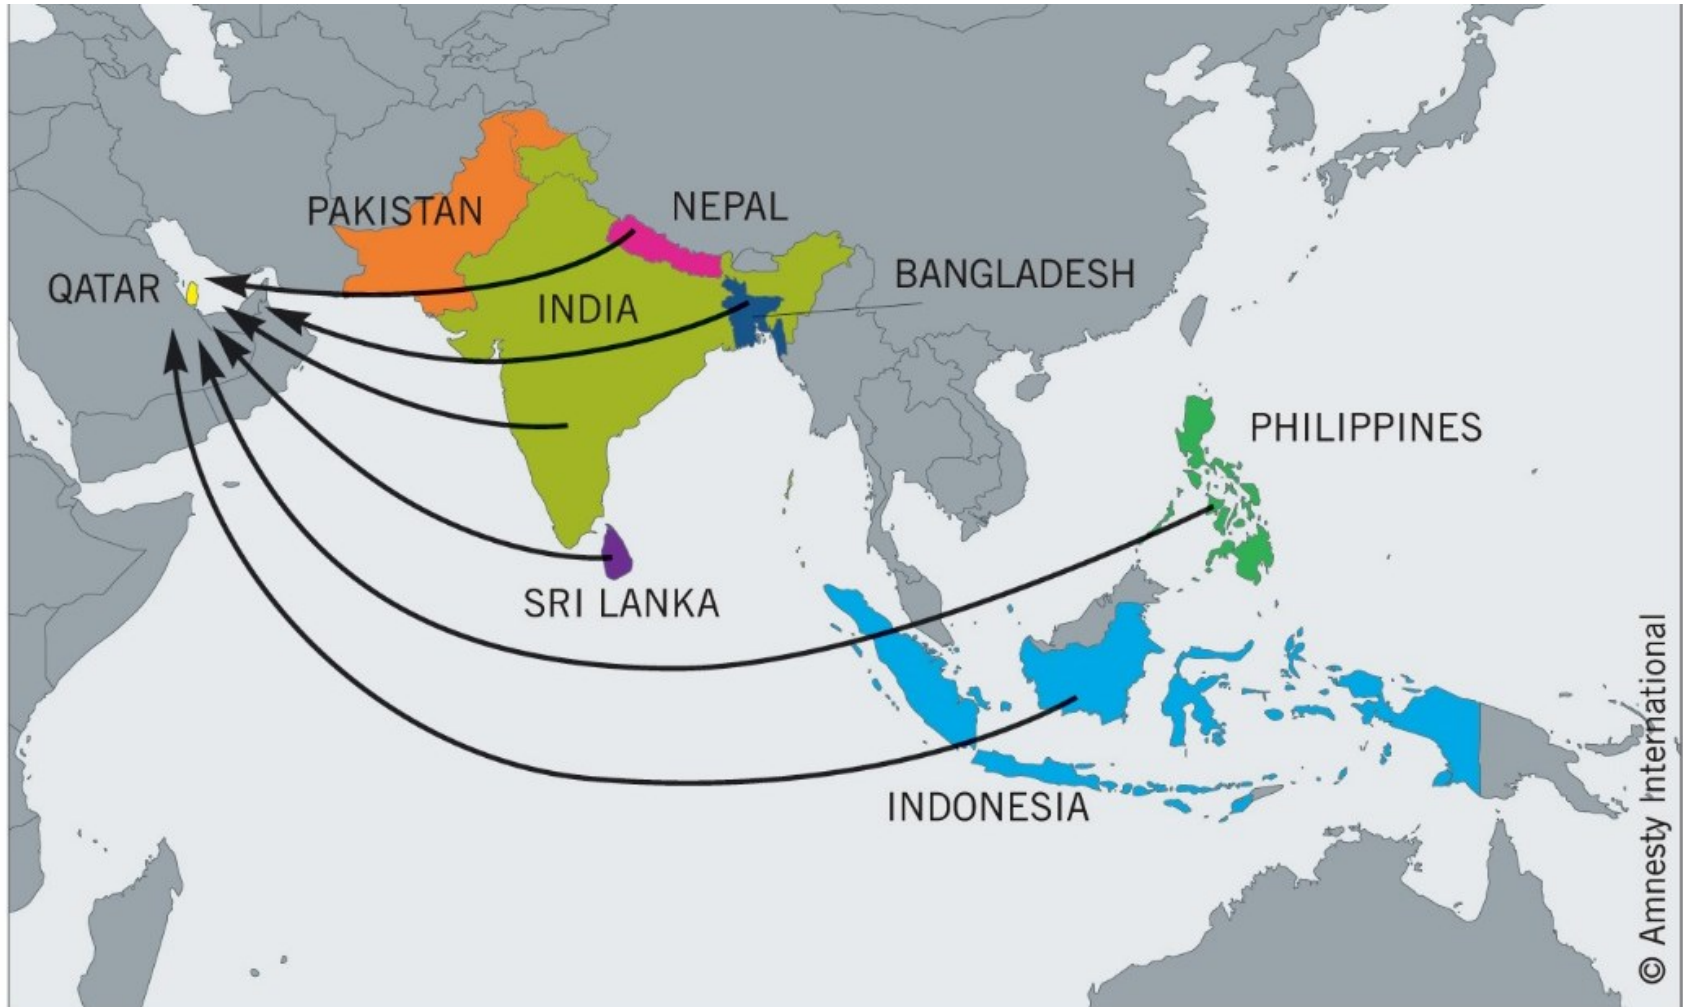 PAKISTAN
NEPAL
QATAR
BANGLADESH
INDIA
PHILIPPINES
SRI LANKA
INDONESIA
© Amnesty International